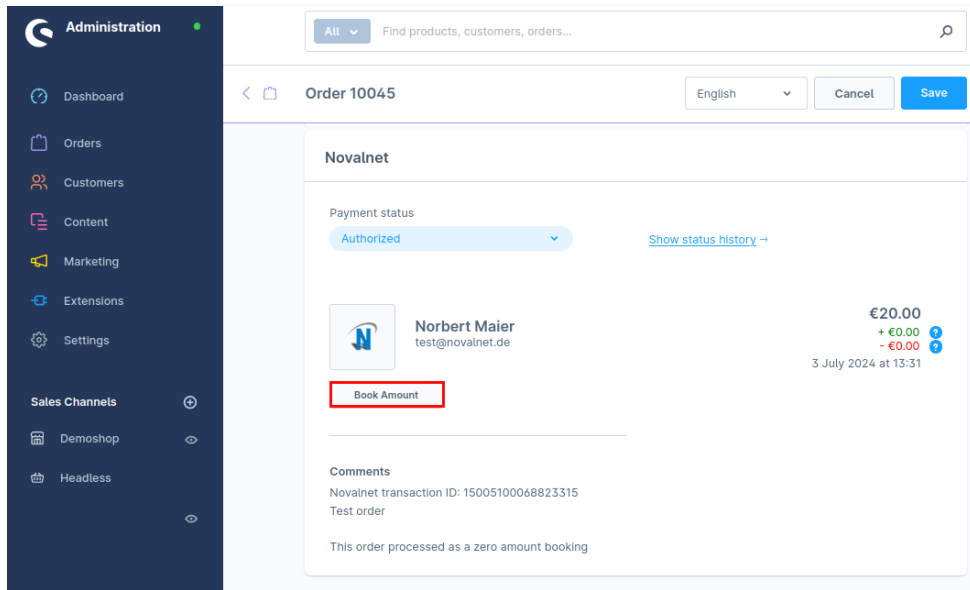 Administration
All
Find products, customers, orders...
Dashboard
Orders
Customers
Content
Marketing
Extensions
Settings
Sales Channels
Demoshop
Headless
Order 10045
English
Cancel
Save
Novalnet
Payment status
Authorized
Show status history →
N
Norbert Maier
test@novalnet.de
€20.00
+ €0.00 ?
- €0.00 ?
3 July 2024 at 13:31
Book Amount
Comments
Novalnet transaction ID: 15005100068823315
Test order
This order processed as a zero amount booking